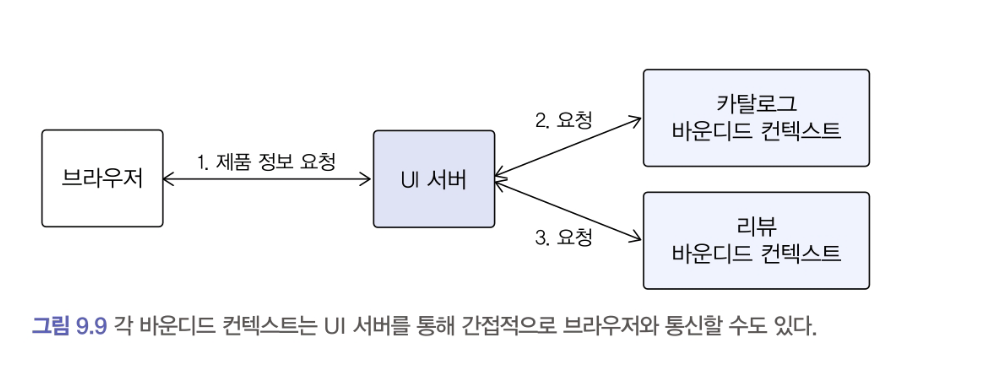 브라우저
1. 제품 정보 요청
UI 서버
2. 요청
카탈로그
바운디드 컨텍스트
3. 요청
리뷰
바운디드 컨텍스트
그림 9.9 각 바운디드 컨텍스트는 UI 서버를 통해 간접적으로 브라우저와 통신할 수도 있다.